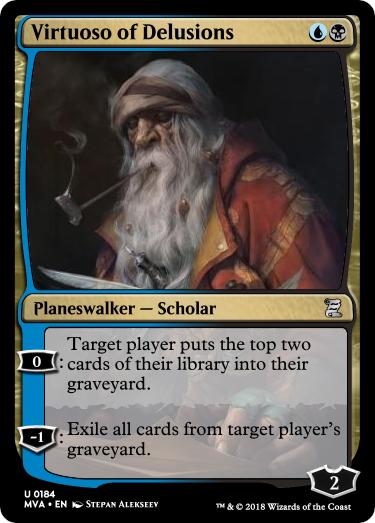 Virtuoso of Delusions
Planeswalker — Scholar
0: Target player puts the top two
cards of their library into their
graveyard.
-1: Exile all cards from target player's
graveyard.
2
U 0184
MVA • EN Stepan Alekseev
™ & © 2018 Wizards of the Coast